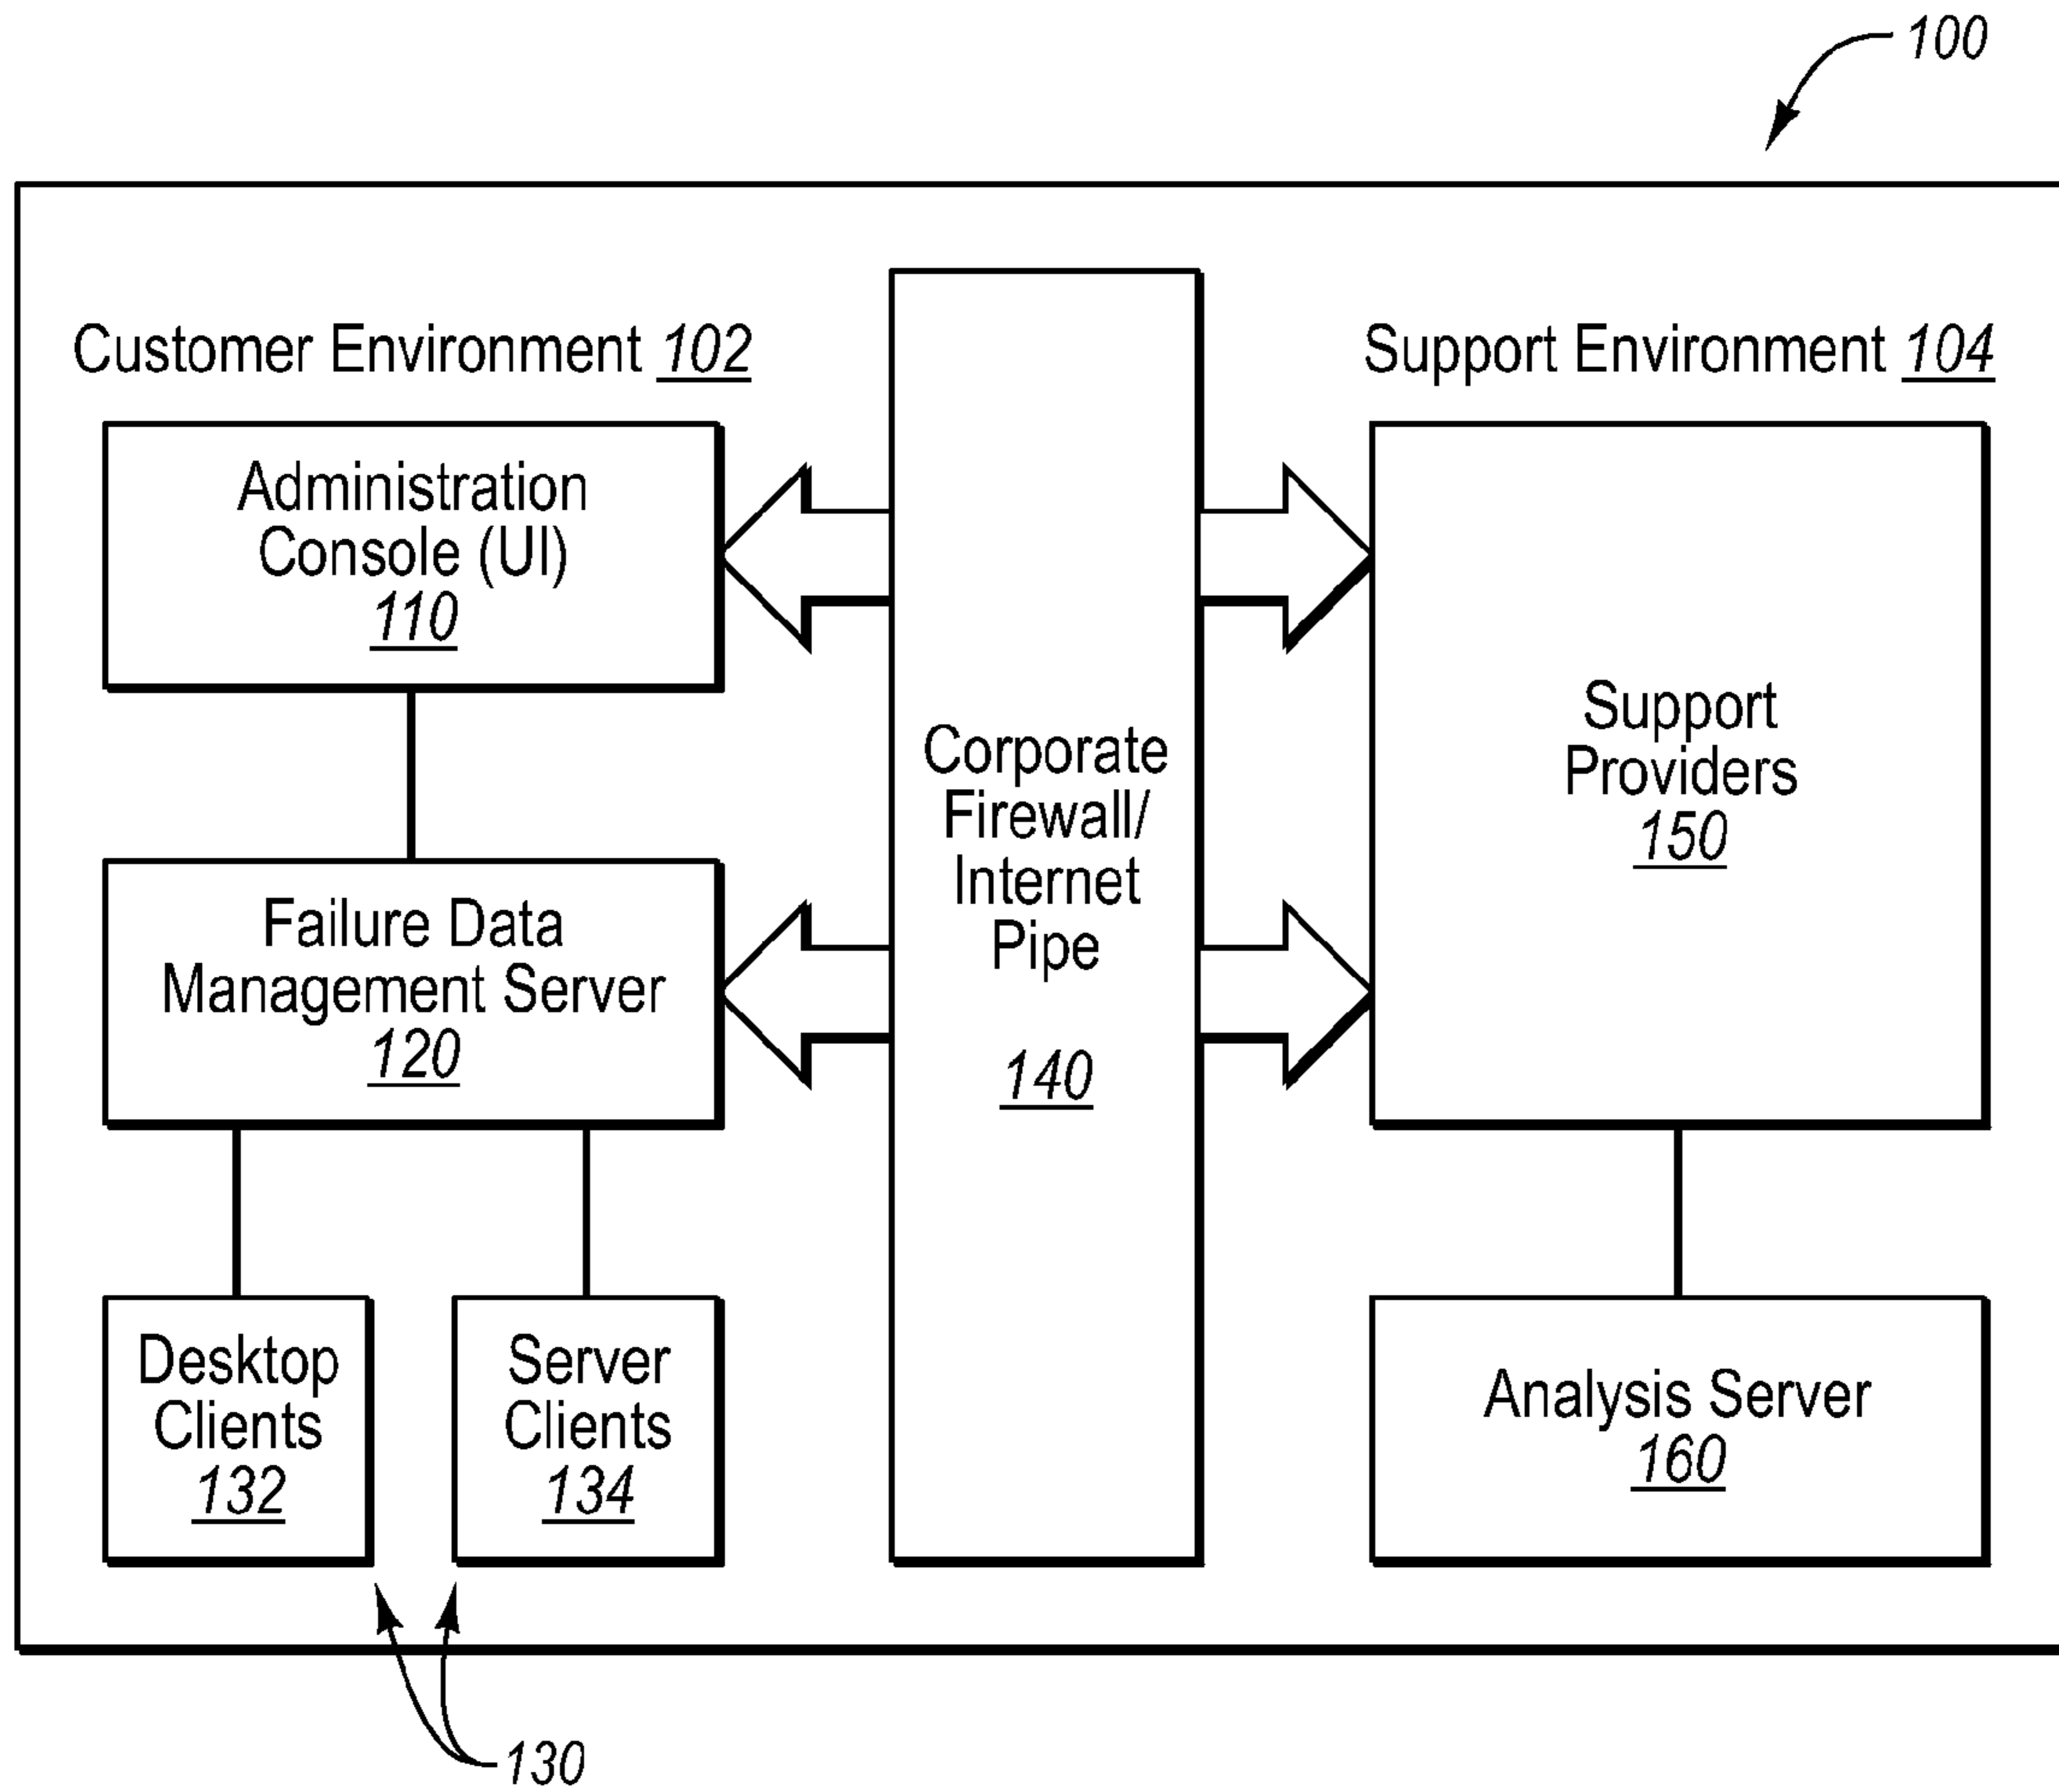 100
Customer Environment 102
Support Environment 104
Administration
Console (UI)
110
Failure Data
Management Server
120
Desktop
Clients
132
Server
Clients
134
130
Corporate
Firewall/
Internet
Pipe
140
Support
Providers
150
Analysis Server
160